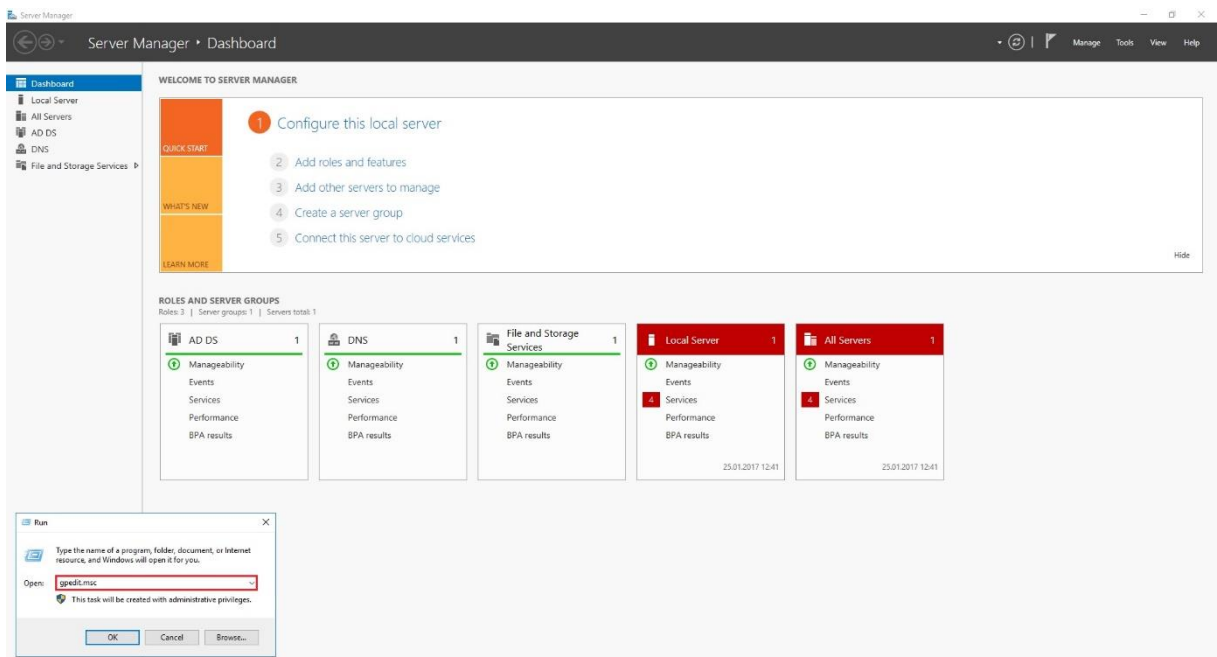 Server Manager
Server Manager • Dashboard
Manage Tools View Help
Dashboard
Local Server
All Servers
AD DS
DNS
File and Storage Services
WELCOME TO SERVER MANAGER
QUICK START
WHAT'S NEW
LEARN MORE
1 Configure this local server
2 Add roles and features
3 Add other servers to manage
4 Create a server group
5 Connect this server to cloud services
Hide
ROLES AND SERVER GROUPS
Roles: 3 | Server groups: 1 | Servers total: 1
AD DS 1
Manageability
Events
Services
Performance
BPA results
DNS 1
Manageability
Events
Services
Performance
BPA results
File and Storage
Services 1
Manageability
Events
Services
Performance
BPA results
Local Server 1
Manageability
Events
4 Services
Performance
BPA results
25.01.2017 12:41
All Servers 1
Manageability
Events
4 Services
Performance
BPA results
25.01.2017 12:41
Run
Type the name of a program, folder, document, or Internet
resource, and Windows will open it for you.
Open: gpedit.msc
This task will be created with administrative privileges.
OK Cancel Browse...